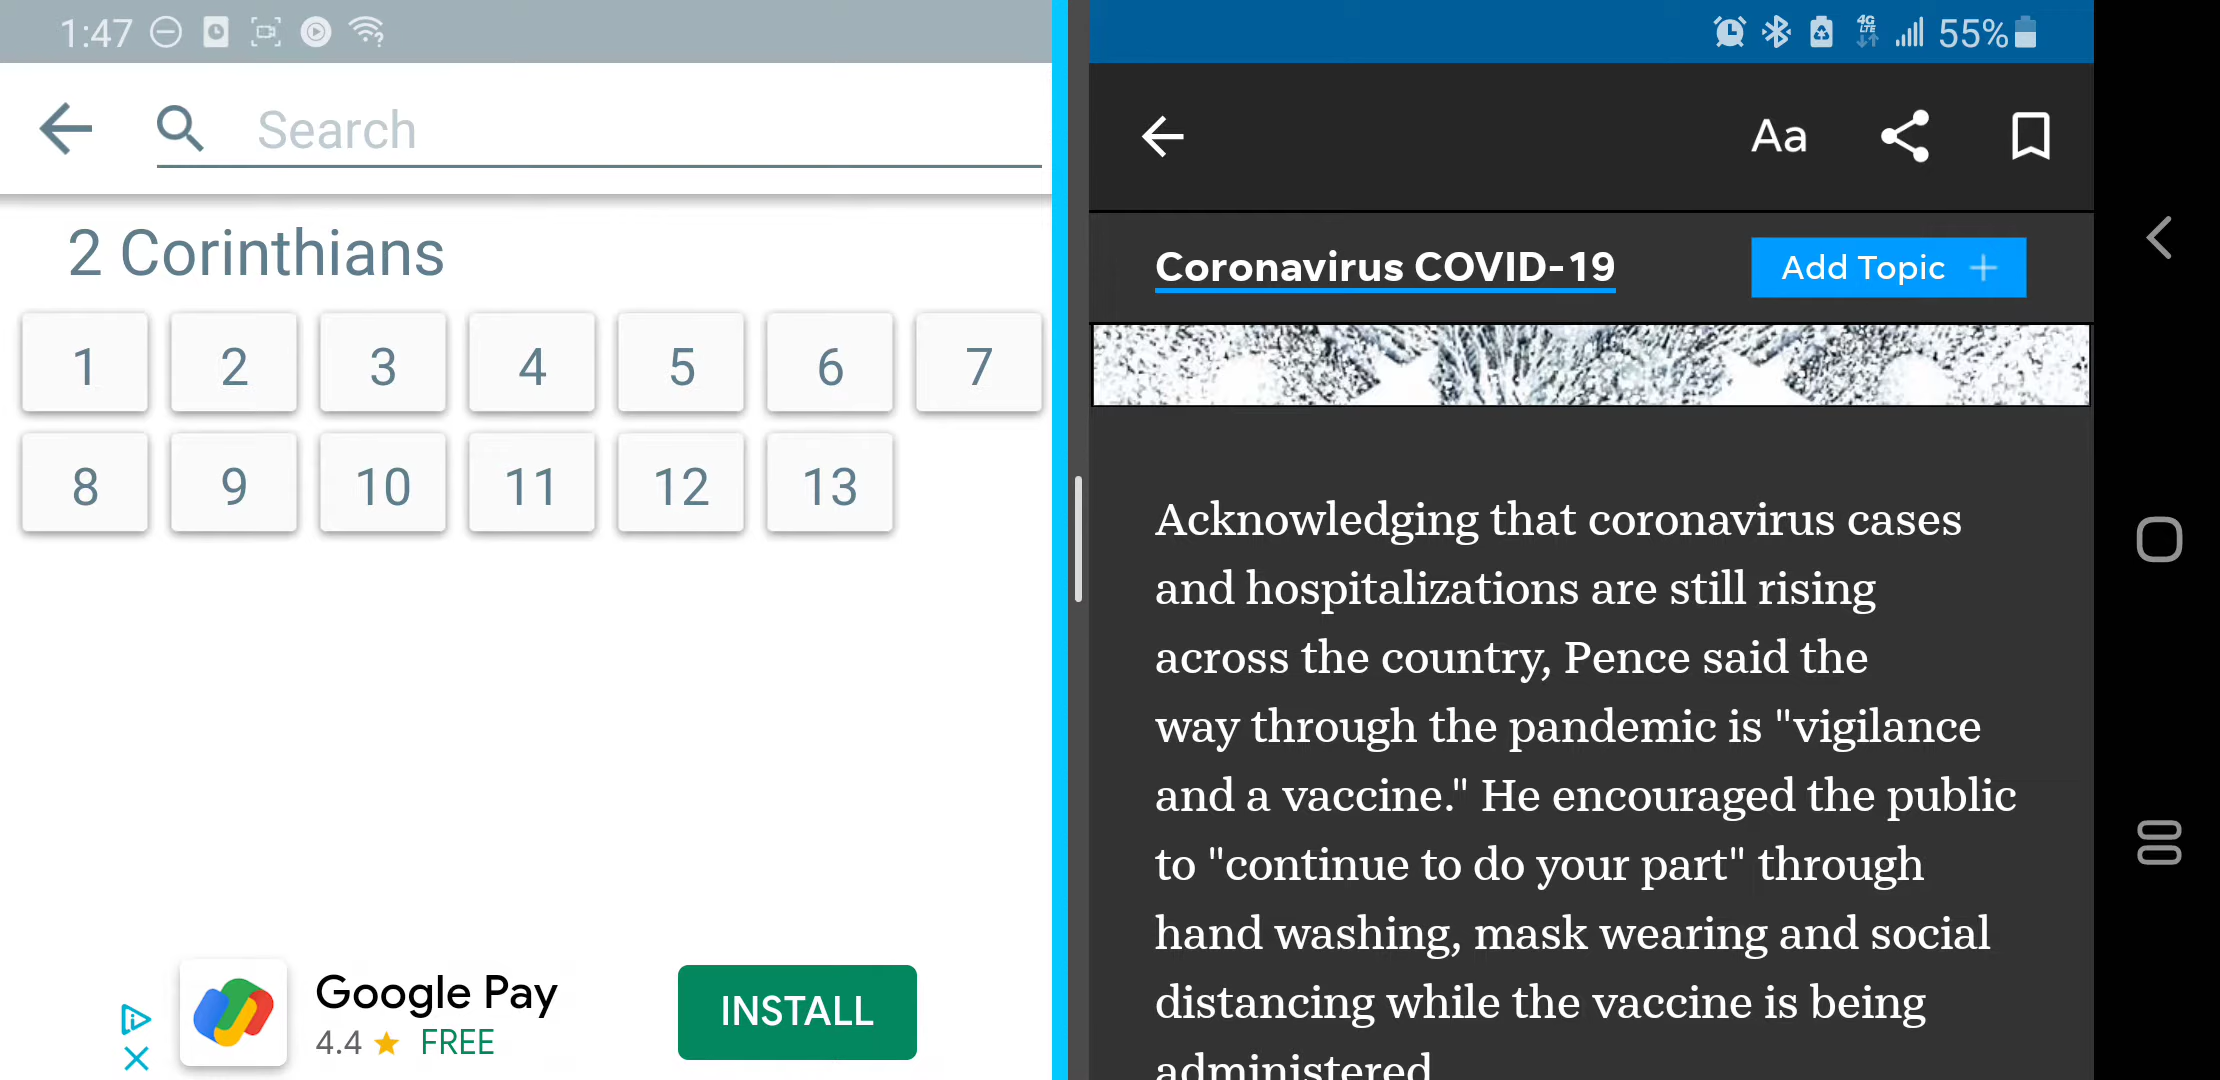 1:47
Search
2 Corinthians
1 2 3 4 5 6 7
8 9 10 11 12 13
Google Pay
4.4 FREE
INSTALL
4G
LTE
55%
Aa
Coronavirus COVID-19
Add Topic +
Acknowledging that coronavirus cases
and hospitalizations are still rising
across the country, Pence said the
way through the pandemic is "vigilance
and a vaccine." He encouraged the public
to "continue to do your part" through
hand washing, mask wearing and social
distancing while the vaccine is being
administered